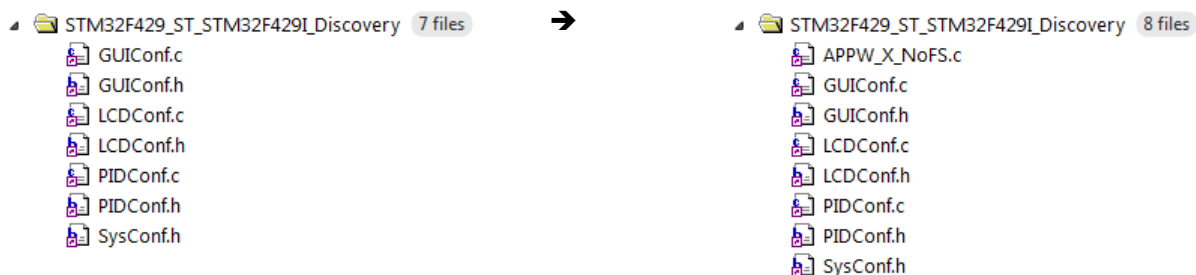 STM32F429_ST_STM32F429I_Discovery 7 files
GUIConf.c
GUIConf.h
LCDConf.c
LCDConf.h
PIDConf.c
PIDConf.h
SysConf.h
STM32F429_ST_STM32F429I_Discovery 8 files
APPW_X_NoFS.c
GUIConf.c
GUIConf.h
LCDConf.c
LCDConf.h
PIDConf.c
PIDConf.h
SysConf.h